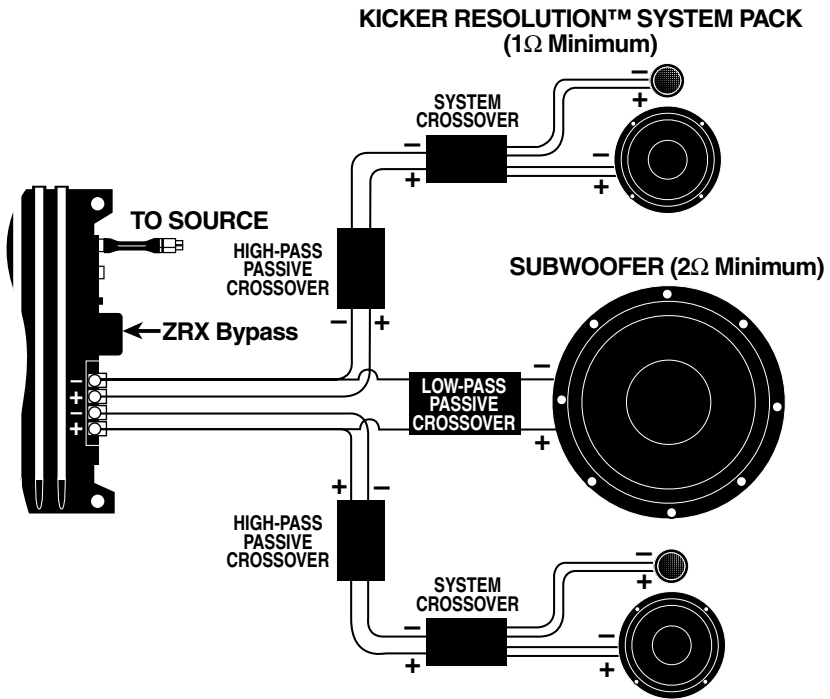 KICKER RESOLUTION™ SYSTEM PACK
(1Ω Minimum)
SYSTEM
CROSSOVER
−
+
−
+
−
+
TO SOURCE
HIGH-PASS
PASSIVE
CROSSOVER
SUBWOOFER (2Ω Minimum)
− +
ZRX Bypass
−
+
−
+
LOW-PASS
PASSIVE
CROSSOVER
−
+
+ −
HIGH-PASS
PASSIVE
CROSSOVER
SYSTEM
CROSSOVER
−
+
−
+
−
+